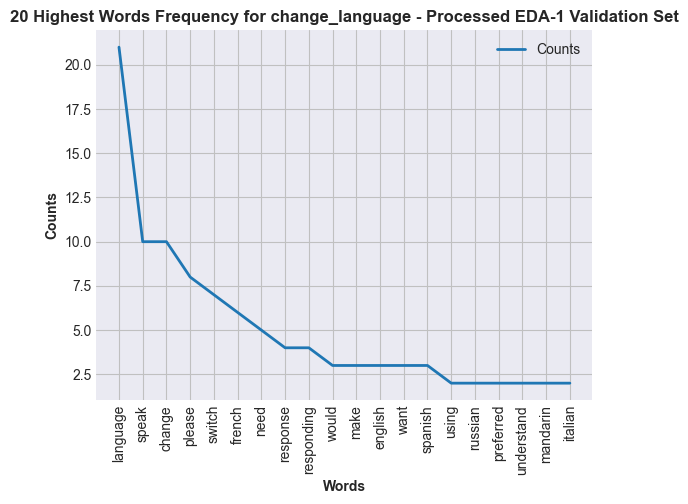 20 Highest Words Frequency for change_language - Processed EDA-1 Validation Set
Counts
20.0
17.5
15.0
12.5
10.0
7.5
5.0
2.5
Counts
language
speak
change
please
switch
french
need
response
responding
would
make
english
want
spanish
using
russian
preferred
understand
mandarin
italian
Words